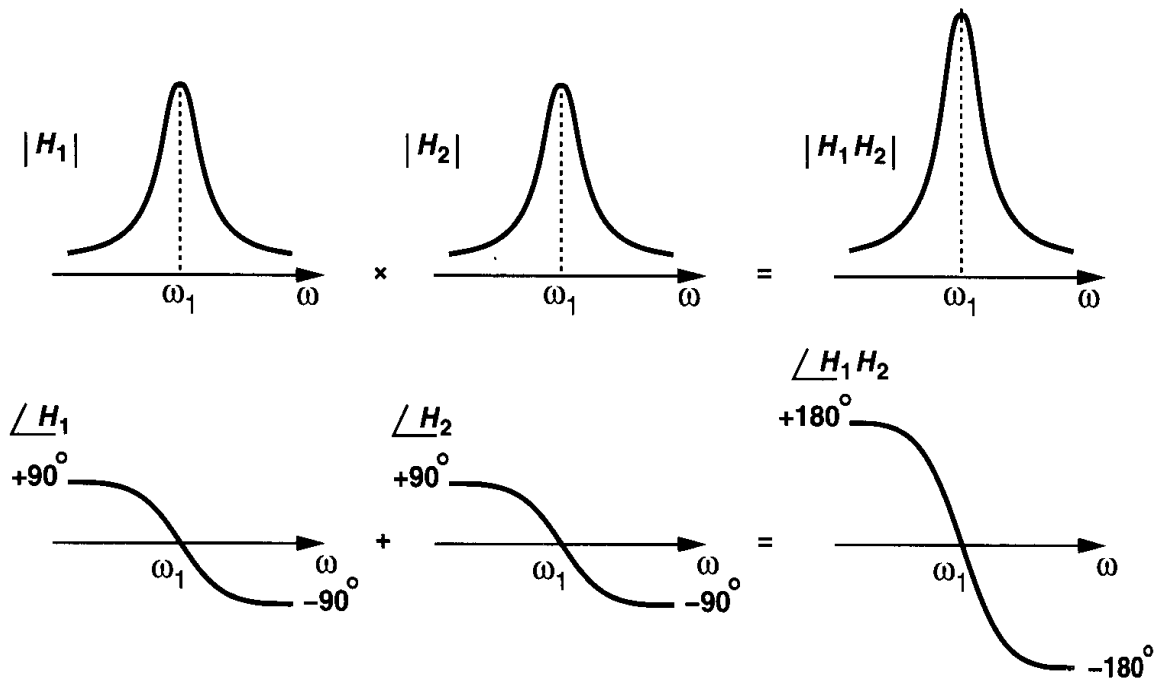 |H₁|
|H₂|
|H₁H₂|
ω₁ ω × ω₁ ω = ω₁ ω
∠H₁
∠H₂
∠H₁H₂
+90°
+90°
+180°
ω₁ ω + ω₁ ω = ω₁ ω
−90°
−90°
−180°